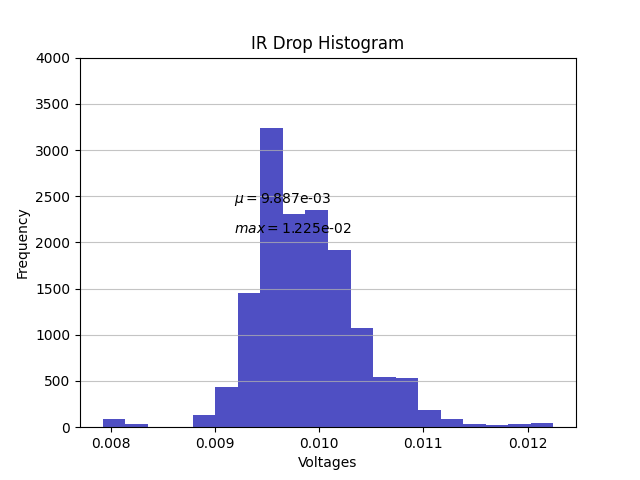 IR Drop Histogram
4000
3500
3000
2500
2000
1500
1000
500
0
Frequency
μ = 9.887e-03
max = 1.225e-02
0.008 0.009 0.010 0.011 0.012
Voltages